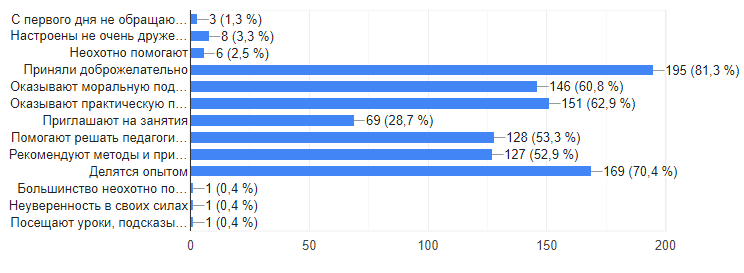 С первого дня не обращаю… 3 (1,3 %)
Настроены не очень друже… 8 (3,3 %)
Неохотно помогают 6 (2,5 %)
Приняли доброжелательно 195 (81,3 %)
Оказывают моральную под… 146 (60,8 %)
Оказывают практическую п… 151 (62,9 %)
Приглашают на занятия 69 (28,7 %)
Помогают решать педагоги… 128 (53,3 %)
Рекомендуют методы и при… 127 (52,9 %)
Делятся опытом 169 (70,4 %)
Большинство неохотно по… 1 (0,4 %)
Неуверенность в своих силах 1 (0,4 %)
Посещают уроки, подсказы… 1 (0,4 %)
0 50 100 150 200